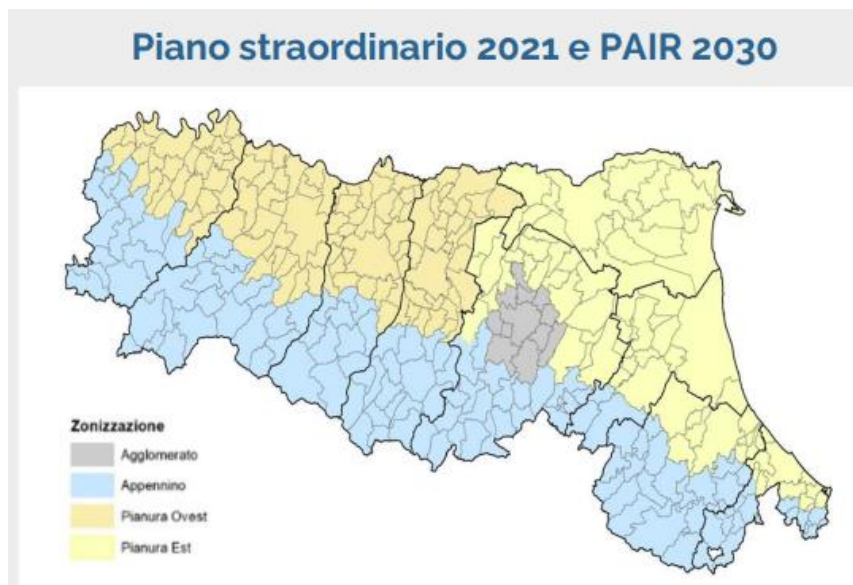 Piano straordinario 2021 e PAIR 2030
Zonizzazione
Agglomerato
Appennino
Pianura Ovest
Pianura Est